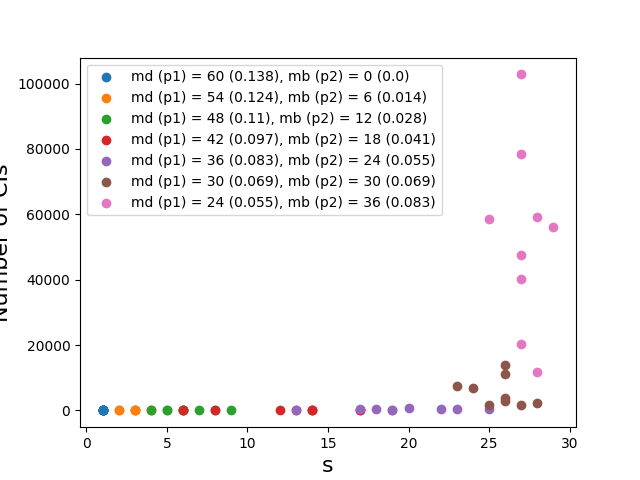 md (p1) = 60 (0.138), mb (p2) = 0 (0.0)
md (p1) = 54 (0.124), mb (p2) = 6 (0.014)
md (p1) = 48 (0.11), mb (p2) = 12 (0.028)
md (p1) = 42 (0.097), mb (p2) = 18 (0.041)
md (p1) = 36 (0.083), mb (p2) = 24 (0.055)
md (p1) = 30 (0.069), mb (p2) = 30 (0.069)
md (p1) = 24 (0.055), mb (p2) = 36 (0.083)
100000
80000
60000
40000
20000
0
Number of CIs
0 5 10 15 20 25 30
s